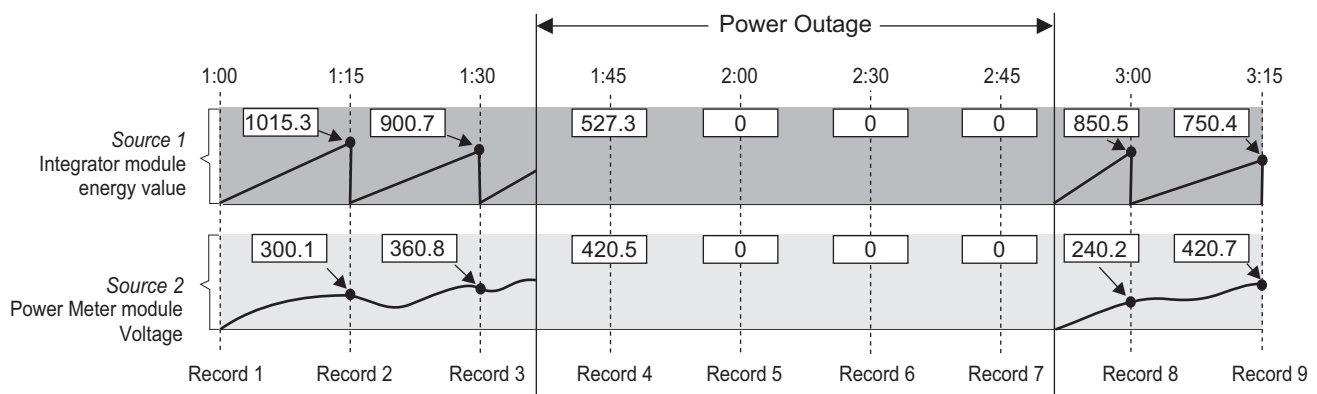 Power Outage
1:00 1:15 1:30 1:45 2:00 2:30 2:45 3:00 3:15
Source 1
Integrator module
energy value
1015.3 900.7 527.3 0 0 0 850.5 750.4
Source 2
Power Meter module
Voltage
300.1 360.8 420.5 0 0 0 240.2 420.7
Record 1 Record 2 Record 3 Record 4 Record 5 Record 6 Record 7 Record 8 Record 9